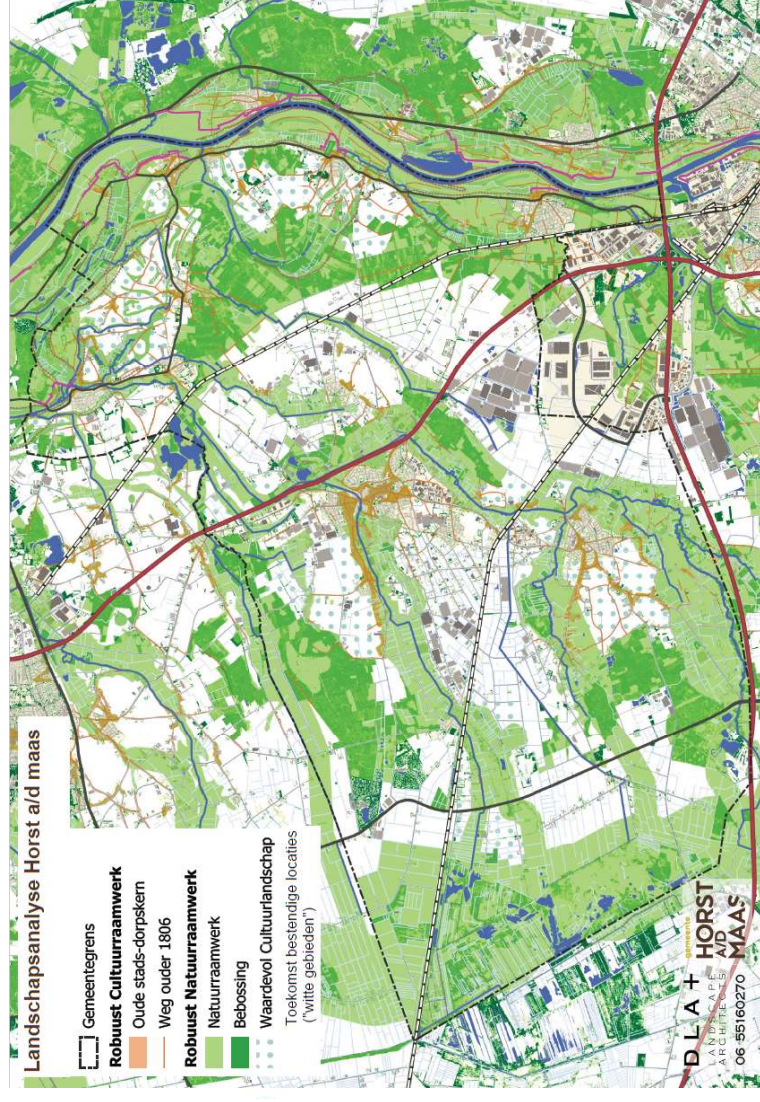 Landschapsanalyse Horst a/d maas
Gemeentegrens
Robuust Cultuurraamwerk
Oude stads-dorpskern
Weg ouder 1806
Robuust Natuurraamwerk
Natuurraamwerk
Bebossing
Waardevol Cultuurlandschap
Toekomst bestendige locaties
("witte gebieden")
DLA+
LANDSCAPE
ARCHITECTS
06 55160270
gemeente
HORST
A/D
MAAS